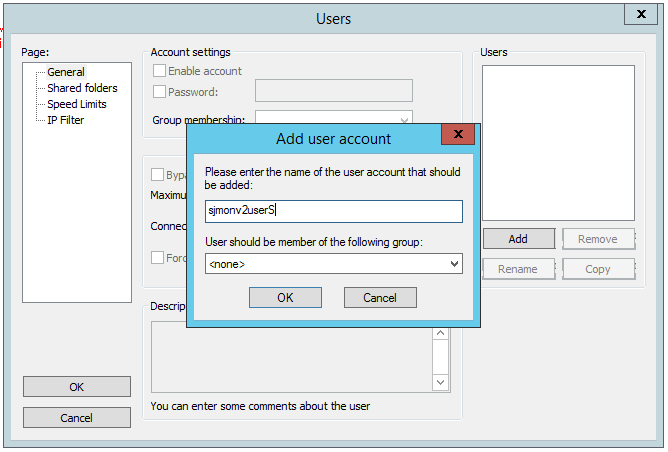 Users
x
Page:
General
Shared folders
Speed Limits
IP Filter
Account settings
Enable account
Password:
Group membership:
Users
Add user account
x
Please enter the name of the user account that should
be added:
sjmonv2userS
User should be member of the following group:
<none>
OK
Cancel
Bypa
Maximu
Connec
Forc
Descrip
You can enter some comments about the user
Add
Remove
Rename
Copy
OK
Cancel